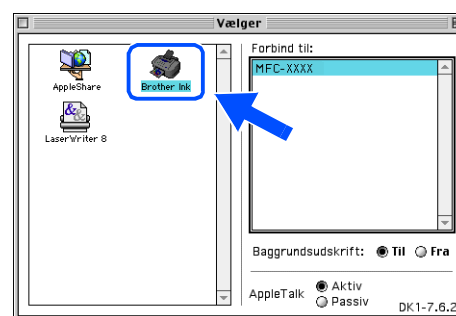 Vælger
AppleShare
Brother Ink
LaserWriter 8
Forbind til:
MFC-XXXX
Baggrundsudskrift: Til Fra
AppleTalk Aktiv
Passiv
DK1-7.6.2